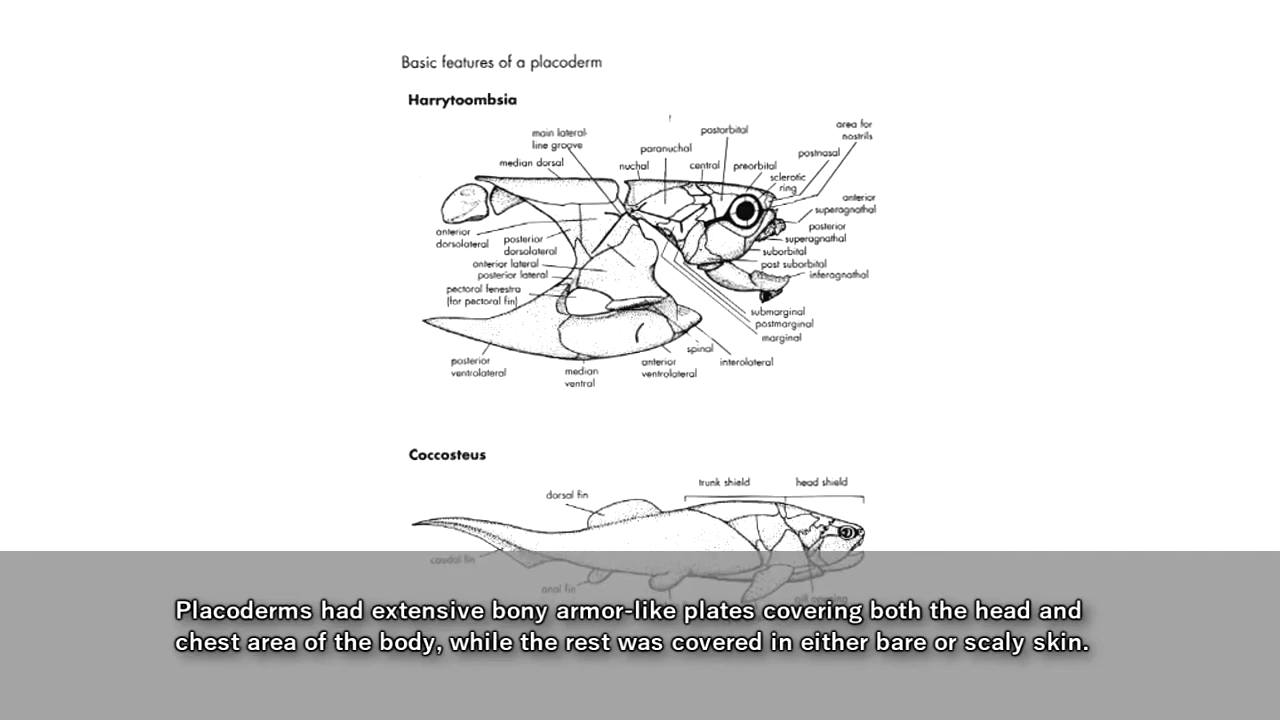 Basic features of a placoderm
Harrytoombsia
main lateral-
line groove
median dorsal
nuchal
paranuchal
central
postorbital
preorbital
sclerotic
ring
postnasal
area for
nostrils
anterior
superagnathal
posterior
superagnathal
suborbital
post suborbital
inferagnathal
anterior
dorsolateral
posterior
dorsolateral
anterior lateral
posterior lateral
pectoral fenestra
(for pectoral fin)
submarginal
postmarginal
marginal
spinal
interolateral
posterior
ventrolateral
median
ventral
anterior
ventrolateral
Coccosteus
trunk shield
head shield
dorsal fin
caudal fin
anal fin
gill opening
Placoderms had extensive bony armor-like plates covering both the head and
chest area of the body, while the rest was covered in either bare or scaly skin.